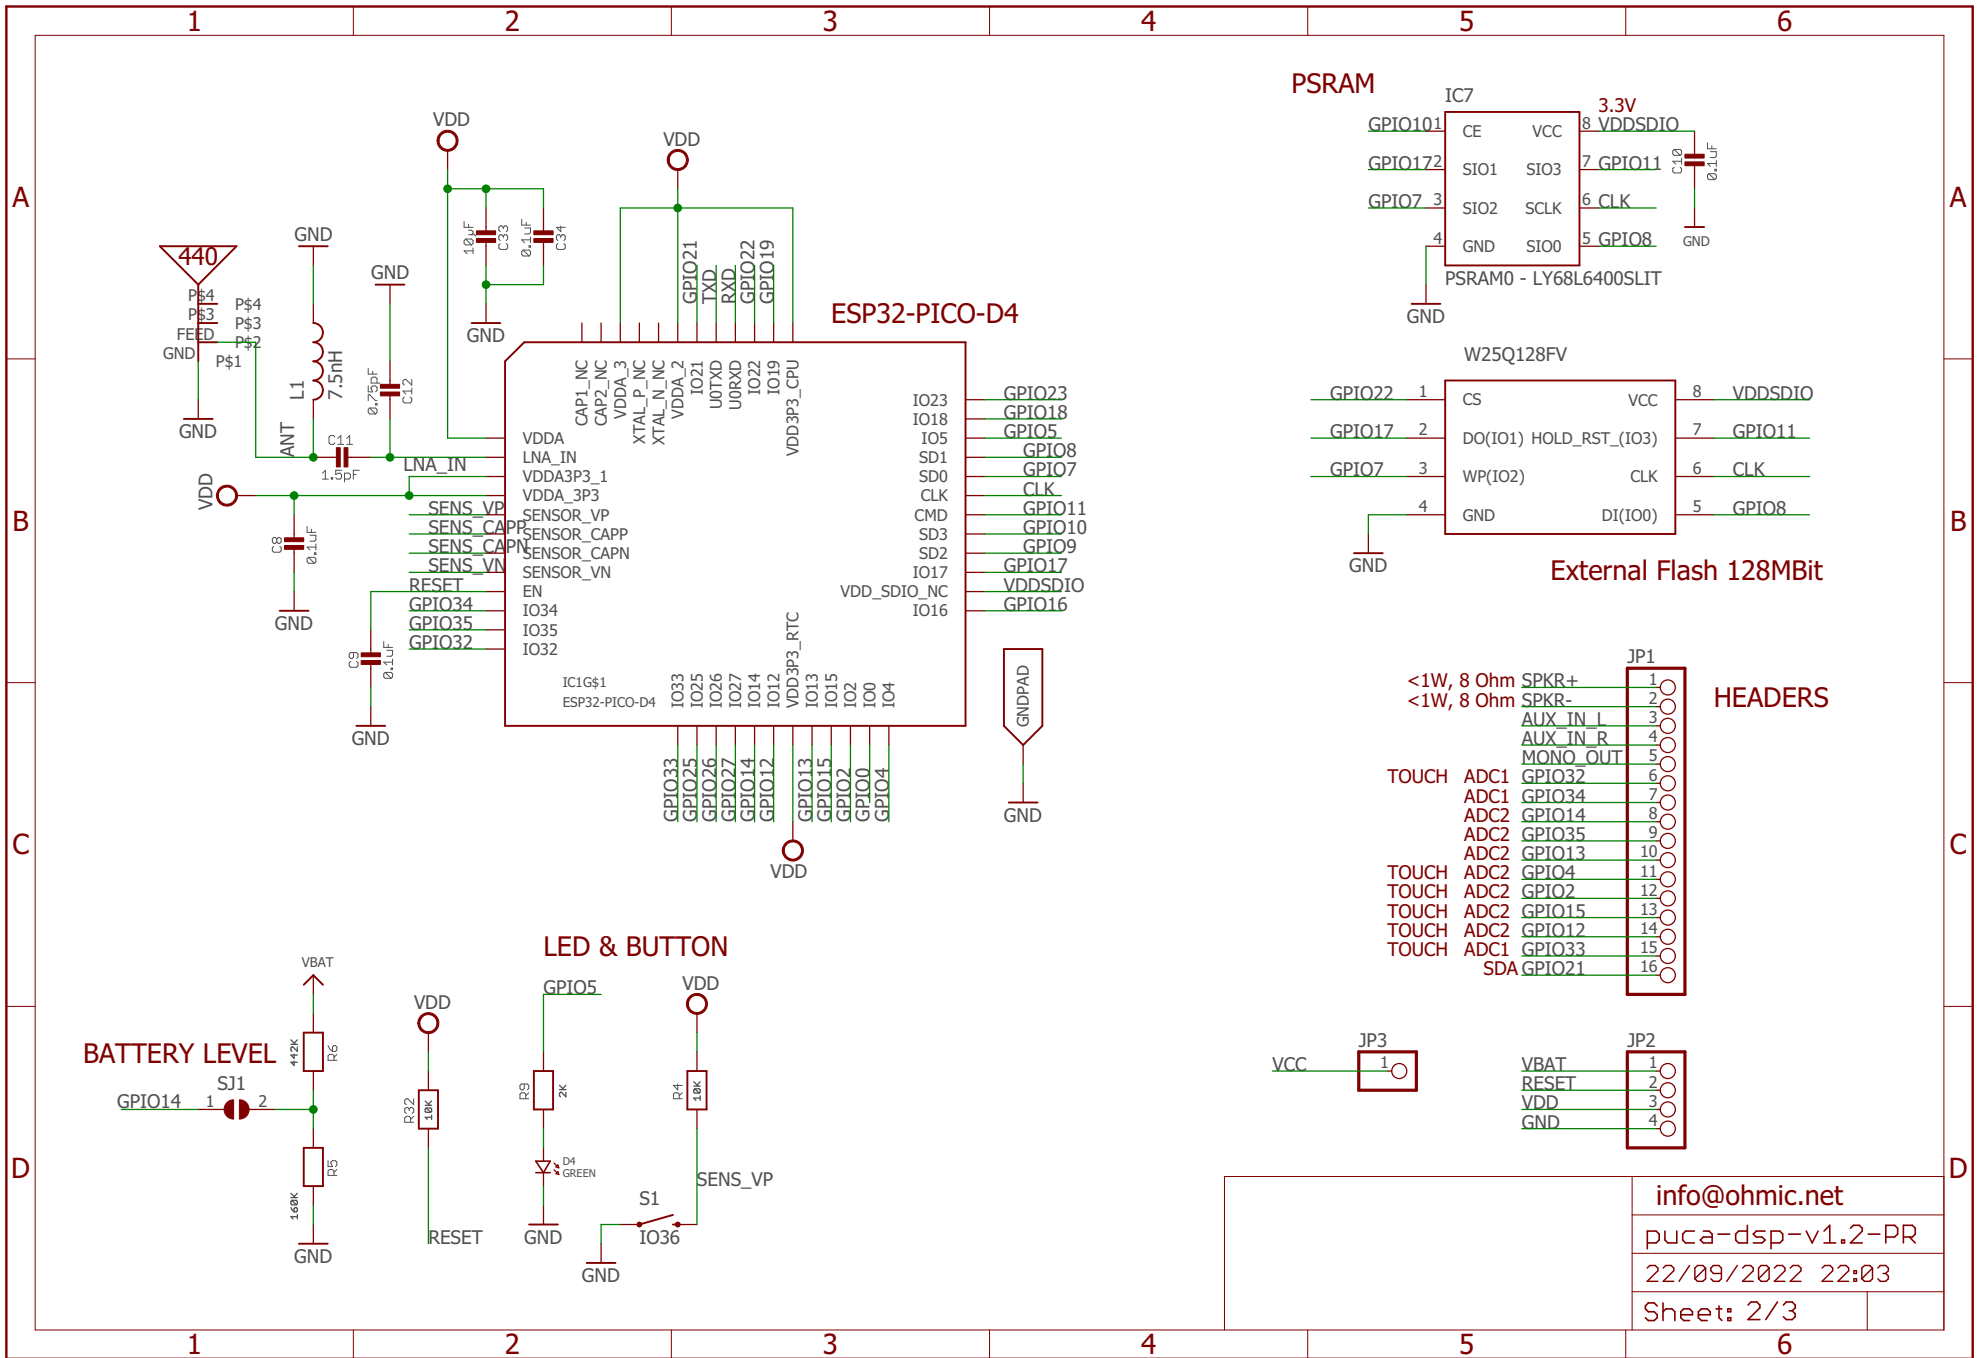 1 2 3 4 5 6
A
B
C
D
A
B
C
D
1 2 3 4 5 6
VDD
VDD
10µF
C33
0.1uF
C34
GND
440
P$4
P$3
FEED
GND
P$4
P$3
P$2
P$1
GND
GND
L1
7.5nH
GND
0.75pF
C12
ANT
C11
1.5pF
LNA_IN
VDD
C8
0.1uF
GND
SENS_VP
SENS_CAPP
SENS_CAPN
SENS_VN
RESET
GPIO34
GPIO35
GPIO32
C9
0.1uF
GND
GPIO21
TXD
RXD
GPIO22
GPIO19
ESP32-PICO-D4
CAP1_NC
CAP2_NC
VDDA_3
XTAL_P_NC
XTAL_N_NC
VDDA_2
IO21
U0TXD
U0RXD
IO22
IO19
VDD3P3_CPU
VDDA
LNA_IN
VDDA3P3_1
VDDA_3P3
SENSOR_VP
SENSOR_CAPP
SENSOR_CAPN
SENSOR_VN
EN
IO34
IO35
IO32
IO23 GPIO23
IO18 GPIO18
IO5 GPIO5
SD1 GPIO8
SD0 GPIO7
CLK CLK
CMD GPIO11
SD3 GPIO10
SD2 GPIO9
IO17 GPIO17
VDD_SDIO_NC VDDSDIO
IO16 GPIO16
IC1G$1
ESP32-PICO-D4
IO33
IO25
IO26
IO27
IO14
IO12
VDD3P3_RTC
IO13
IO15
IO2
IO0
IO4
GPIO33
GPIO25
GPIO26
GPIO27
GPIO14
GPIO12
GPIO13
GPIO15
GPIO2
GPIO0
GPIO4
VDD
GNDPAD
GND
PSRAM
IC7
3.3V
GPIO10 1 CE VCC 8 VDDSDIO
GPIO17 2 SIO1 SIO3 7 GPIO11
GPIO7 3 SIO2 SCLK 6 CLK
4 GND SIO0 5 GPIO8
PSRAM0 - LY68L6400SLIT
GND
C10
0.1uF
GND
W25Q128FV
GPIO22 1 CS VCC 8 VDDSDIO
GPIO17 2 DO(IO1) HOLD_RST_(IO3) 7 GPIO11
GPIO7 3 WP(IO2) CLK 6 CLK
4 GND DI(IO0) 5 GPIO8
GND
External Flash 128MBit
JP1
HEADERS
<1W, 8 Ohm SPKR+ 1
<1W, 8 Ohm SPKR- 2
AUX_IN_L 3
AUX_IN_R 4
MONO_OUT 5
TOUCH ADC1 GPIO32 6
ADC1 GPIO34 7
ADC2 GPIO14 8
ADC2 GPIO35 9
ADC2 GPIO13 10
TOUCH ADC2 GPIO4 11
TOUCH ADC2 GPIO2 12
TOUCH ADC2 GPIO15 13
TOUCH ADC2 GPIO12 14
TOUCH ADC1 GPIO33 15
SDA GPIO21 16
JP3
VCC 1
JP2
VBAT 1
RESET 2
VDD 3
GND 4
BATTERY LEVEL
VBAT
442K
R6
SJ1
GPIO14 1 2
R5
160K
GND
VDD
R32
10K
RESET
LED & BUTTON
GPIO5
R9
2K
D4
GREEN
GND
VDD
R4
10K
SENS_VP
S1
IO36
GND
info@ohmic.net
puca-dsp-v1.2-PR
22/09/2022 22:03
Sheet: 2/3